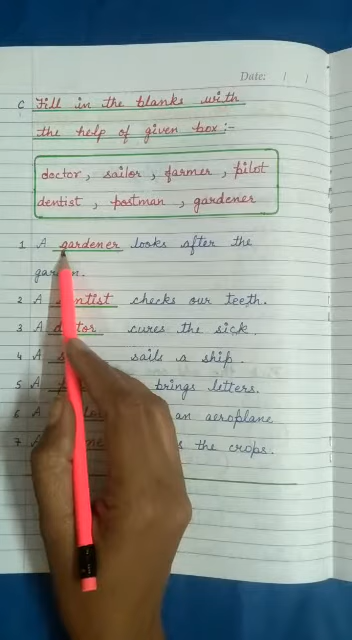 Date: / /
C Fill in the blanks with
the help of given box :-
doctor, sailor, farmer, pilot
dentist, postman, gardener
1 A gardener looks after the
2 A checks our teeth.
3 A cures the sick.
4 A sails a ship.
5 A brings letters.
6 an aeroplane
7 the crops.